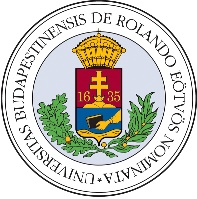 UNIVERSITAS BUDAPESTINENSIS DE ROLANDO EÖTVÖS NOMINATA
16 35